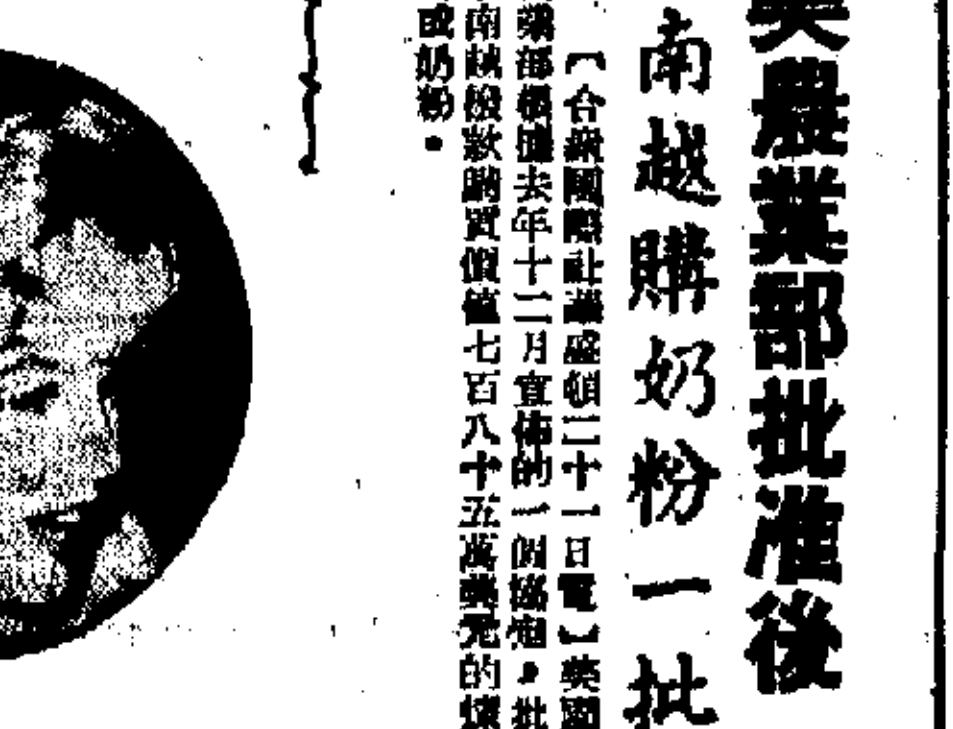 美農業部批准後
南越購奶粉一批
〔合衆國際社華盛頓三十一日電〕美國
農業部根據去年十二月宣佈的一個協定，批
南越撥款購買價值七百八十五萬美元的煉
或奶粉。